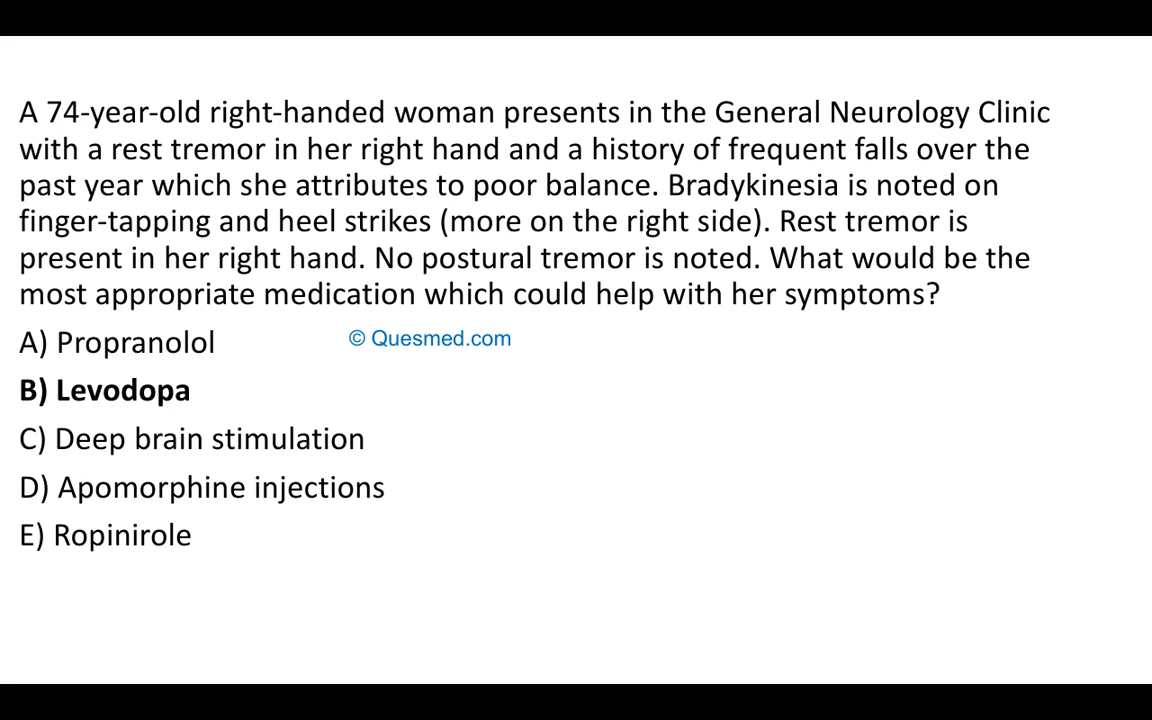 A 74-year-old right-handed woman presents in the General Neurology Clinic
with a rest tremor in her right hand and a history of frequent falls over the
past year which she attributes to poor balance. Bradykinesia is noted on
finger-tapping and heel strikes (more on the right side). Rest tremor is
present in her right hand. No postural tremor is noted. What would be the
most appropriate medication which could help with her symptoms?
A) Propranolol
© Quesmed.com
B) Levodopa
C) Deep brain stimulation
D) Apomorphine injections
E) Ropinirole